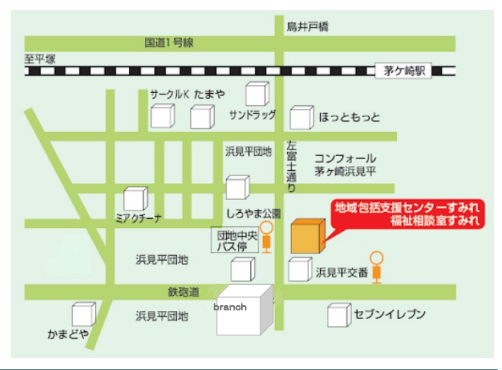 鳥井戸橋
国道1号線
至平塚
茅ケ崎駅
サークルK たまや
サンドラッグ
ほっともっと
浜見平団地
左富士通り
コンフォール
茅ヶ崎浜見平
ミアクチーナ
しろやま公園
地域包括支援センターすみれ
福祉相談室すみれ
団地中央
バス停
浜見平団地
浜見平交番
鉄砲道
浜見平団地
branch
セブンイレブン
かまどや